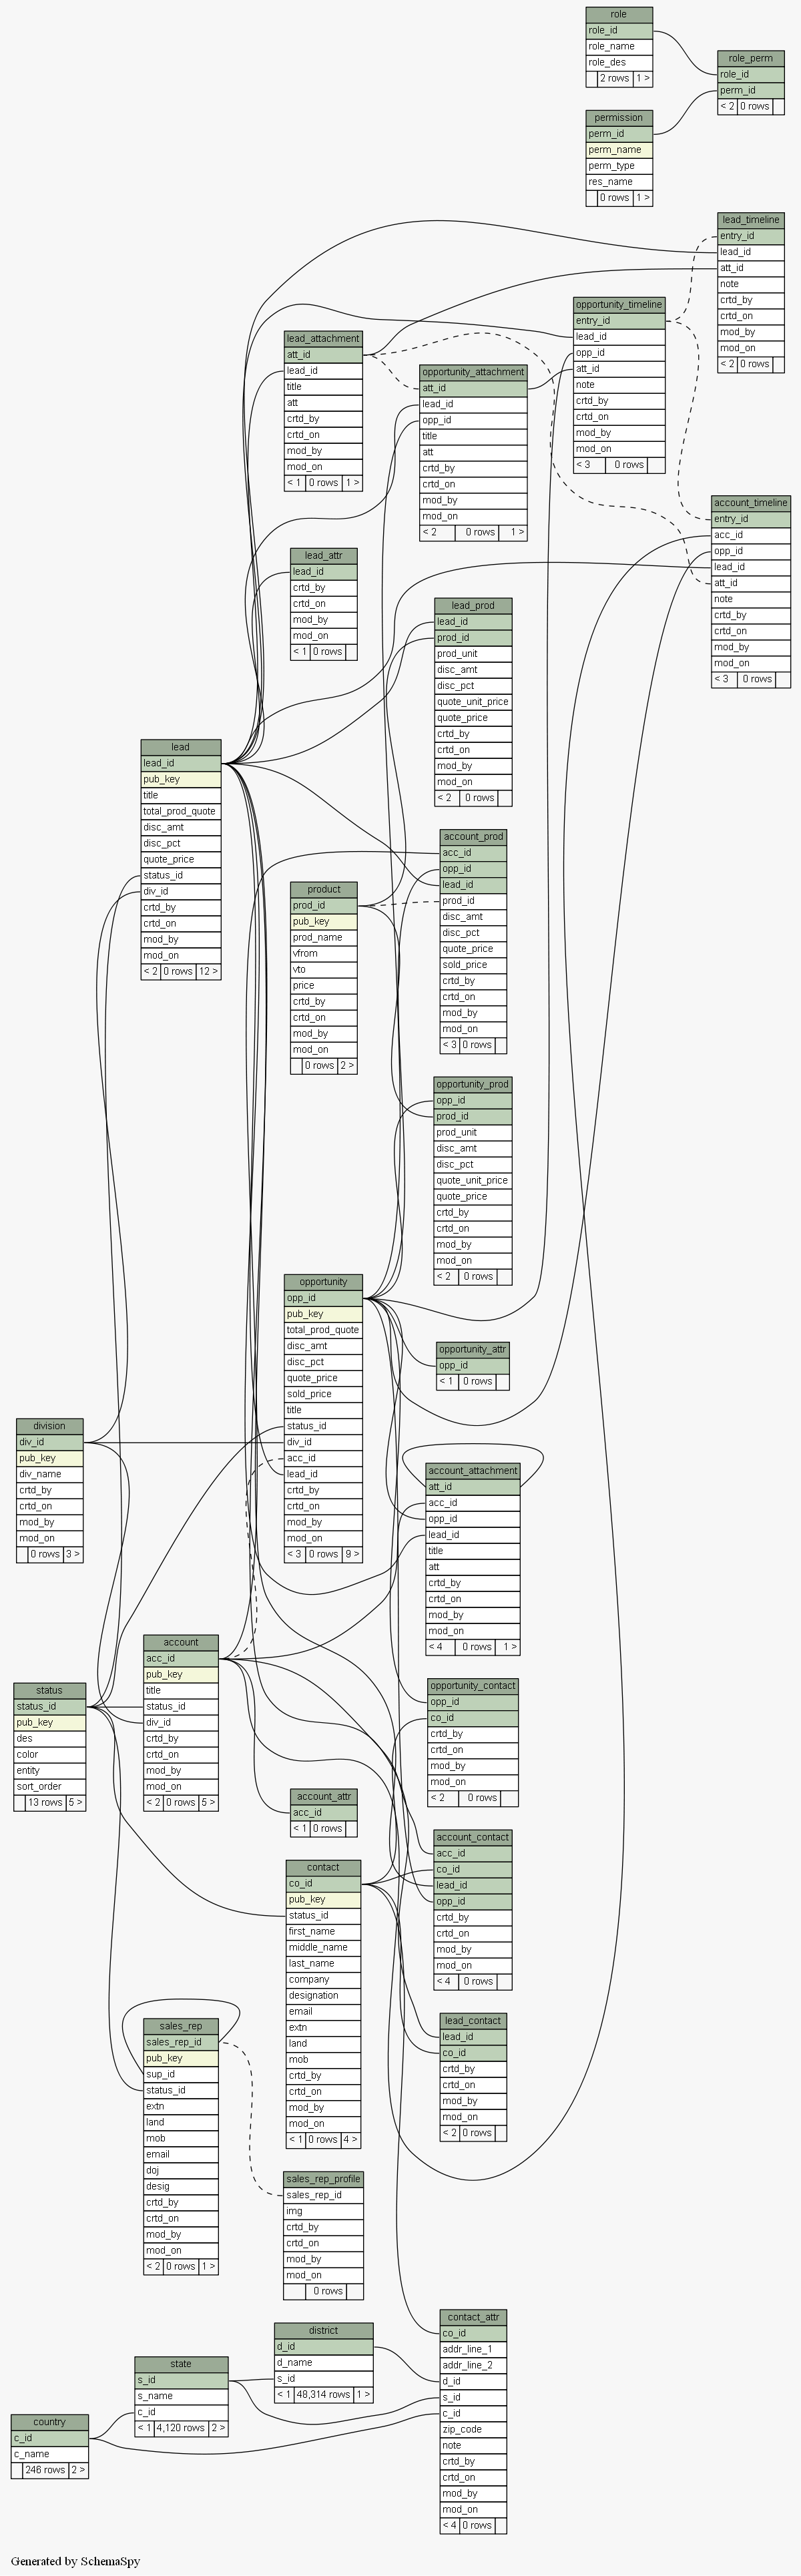 role
role_id
role_name
role_des
2 rows 1 >
role_perm
role_id
perm_id
< 2 0 rows
permission
perm_id
perm_name
perm_type
res_name
0 rows 1 >
lead_timeline
entry_id
lead_id
att_id
note
crtd_by
crtd_on
mod_by
mod_on
< 2 0 rows
opportunity_timeline
entry_id
lead_id
opp_id
att_id
note
crtd_by
crtd_on
mod_by
mod_on
< 3 0 rows
lead_attachment
att_id
lead_id
title
att
crtd_by
crtd_on
mod_by
mod_on
< 1 0 rows 1 >
opportunity_attachment
att_id
lead_id
opp_id
title
att
crtd_by
crtd_on
mod_by
mod_on
< 2 0 rows 1 >
account_timeline
entry_id
acc_id
opp_id
lead_id
att_id
note
crtd_by
crtd_on
mod_by
mod_on
< 3 0 rows
lead_attr
lead_id
crtd_by
crtd_on
mod_by
mod_on
< 1 0 rows
lead_prod
lead_id
prod_id
prod_unit
disc_amt
disc_pct
quote_unit_price
quote_price
crtd_by
crtd_on
mod_by
mod_on
< 2 0 rows
lead
lead_id
pub_key
title
total_prod_quote
disc_amt
disc_pct
quote_price
status_id
div_id
crtd_by
crtd_on
mod_by
mod_on
< 2 0 rows 12 >
account_prod
acc_id
opp_id
lead_id
prod_id
disc_amt
disc_pct
quote_price
sold_price
crtd_by
crtd_on
mod_by
mod_on
< 3 0 rows
product
prod_id
pub_key
prod_name
vfrom
vto
price
crtd_by
crtd_on
mod_by
mod_on
0 rows 2 >
opportunity_prod
opp_id
prod_id
prod_unit
disc_amt
disc_pct
quote_unit_price
quote_price
crtd_by
crtd_on
mod_by
mod_on
< 2 0 rows
opportunity
opp_id
pub_key
total_prod_quote
disc_amt
disc_pct
quote_price
sold_price
title
status_id
div_id
acc_id
lead_id
crtd_by
crtd_on
mod_by
mod_on
< 3 0 rows 9 >
opportunity_attr
opp_id
< 1 0 rows
division
div_id
pub_key
div_name
crtd_by
crtd_on
mod_by
mod_on
0 rows 3 >
account_attachment
att_id
acc_id
opp_id
lead_id
title
att
crtd_by
crtd_on
mod_by
mod_on
< 4 0 rows 1 >
account
acc_id
pub_key
title
status_id
div_id
crtd_by
crtd_on
mod_by
mod_on
< 2 0 rows 5 >
status
status_id
pub_key
des
color
entity
sort_order
13 rows 5 >
opportunity_contact
opp_id
co_id
crtd_by
crtd_on
mod_by
mod_on
< 2 0 rows
account_attr
acc_id
< 1 0 rows
account_contact
acc_id
co_id
lead_id
opp_id
crtd_by
crtd_on
mod_by
mod_on
< 4 0 rows
contact
co_id
pub_key
status_id
first_name
middle_name
last_name
company
designation
email
extn
land
mob
crtd_by
crtd_on
mod_by
mod_on
< 1 0 rows 4 >
lead_contact
lead_id
co_id
crtd_by
crtd_on
mod_by
mod_on
< 2 0 rows
sales_rep
sales_rep_id
pub_key
sup_id
status_id
extn
land
mob
email
doj
desig
crtd_by
crtd_on
mod_by
mod_on
< 2 0 rows 1 >
sales_rep_profile
sales_rep_id
img
crtd_by
crtd_on
mod_by
mod_on
0 rows
contact_attr
co_id
addr_line_1
addr_line_2
d_id
s_id
c_id
zip_code
note
crtd_by
crtd_on
mod_by
mod_on
< 4 0 rows
district
d_id
d_name
s_id
< 1 48,314 rows 1 >
state
s_id
s_name
c_id
< 1 4,120 rows 2 >
country
c_id
c_name
246 rows 2 >
Generated by SchemaSpy